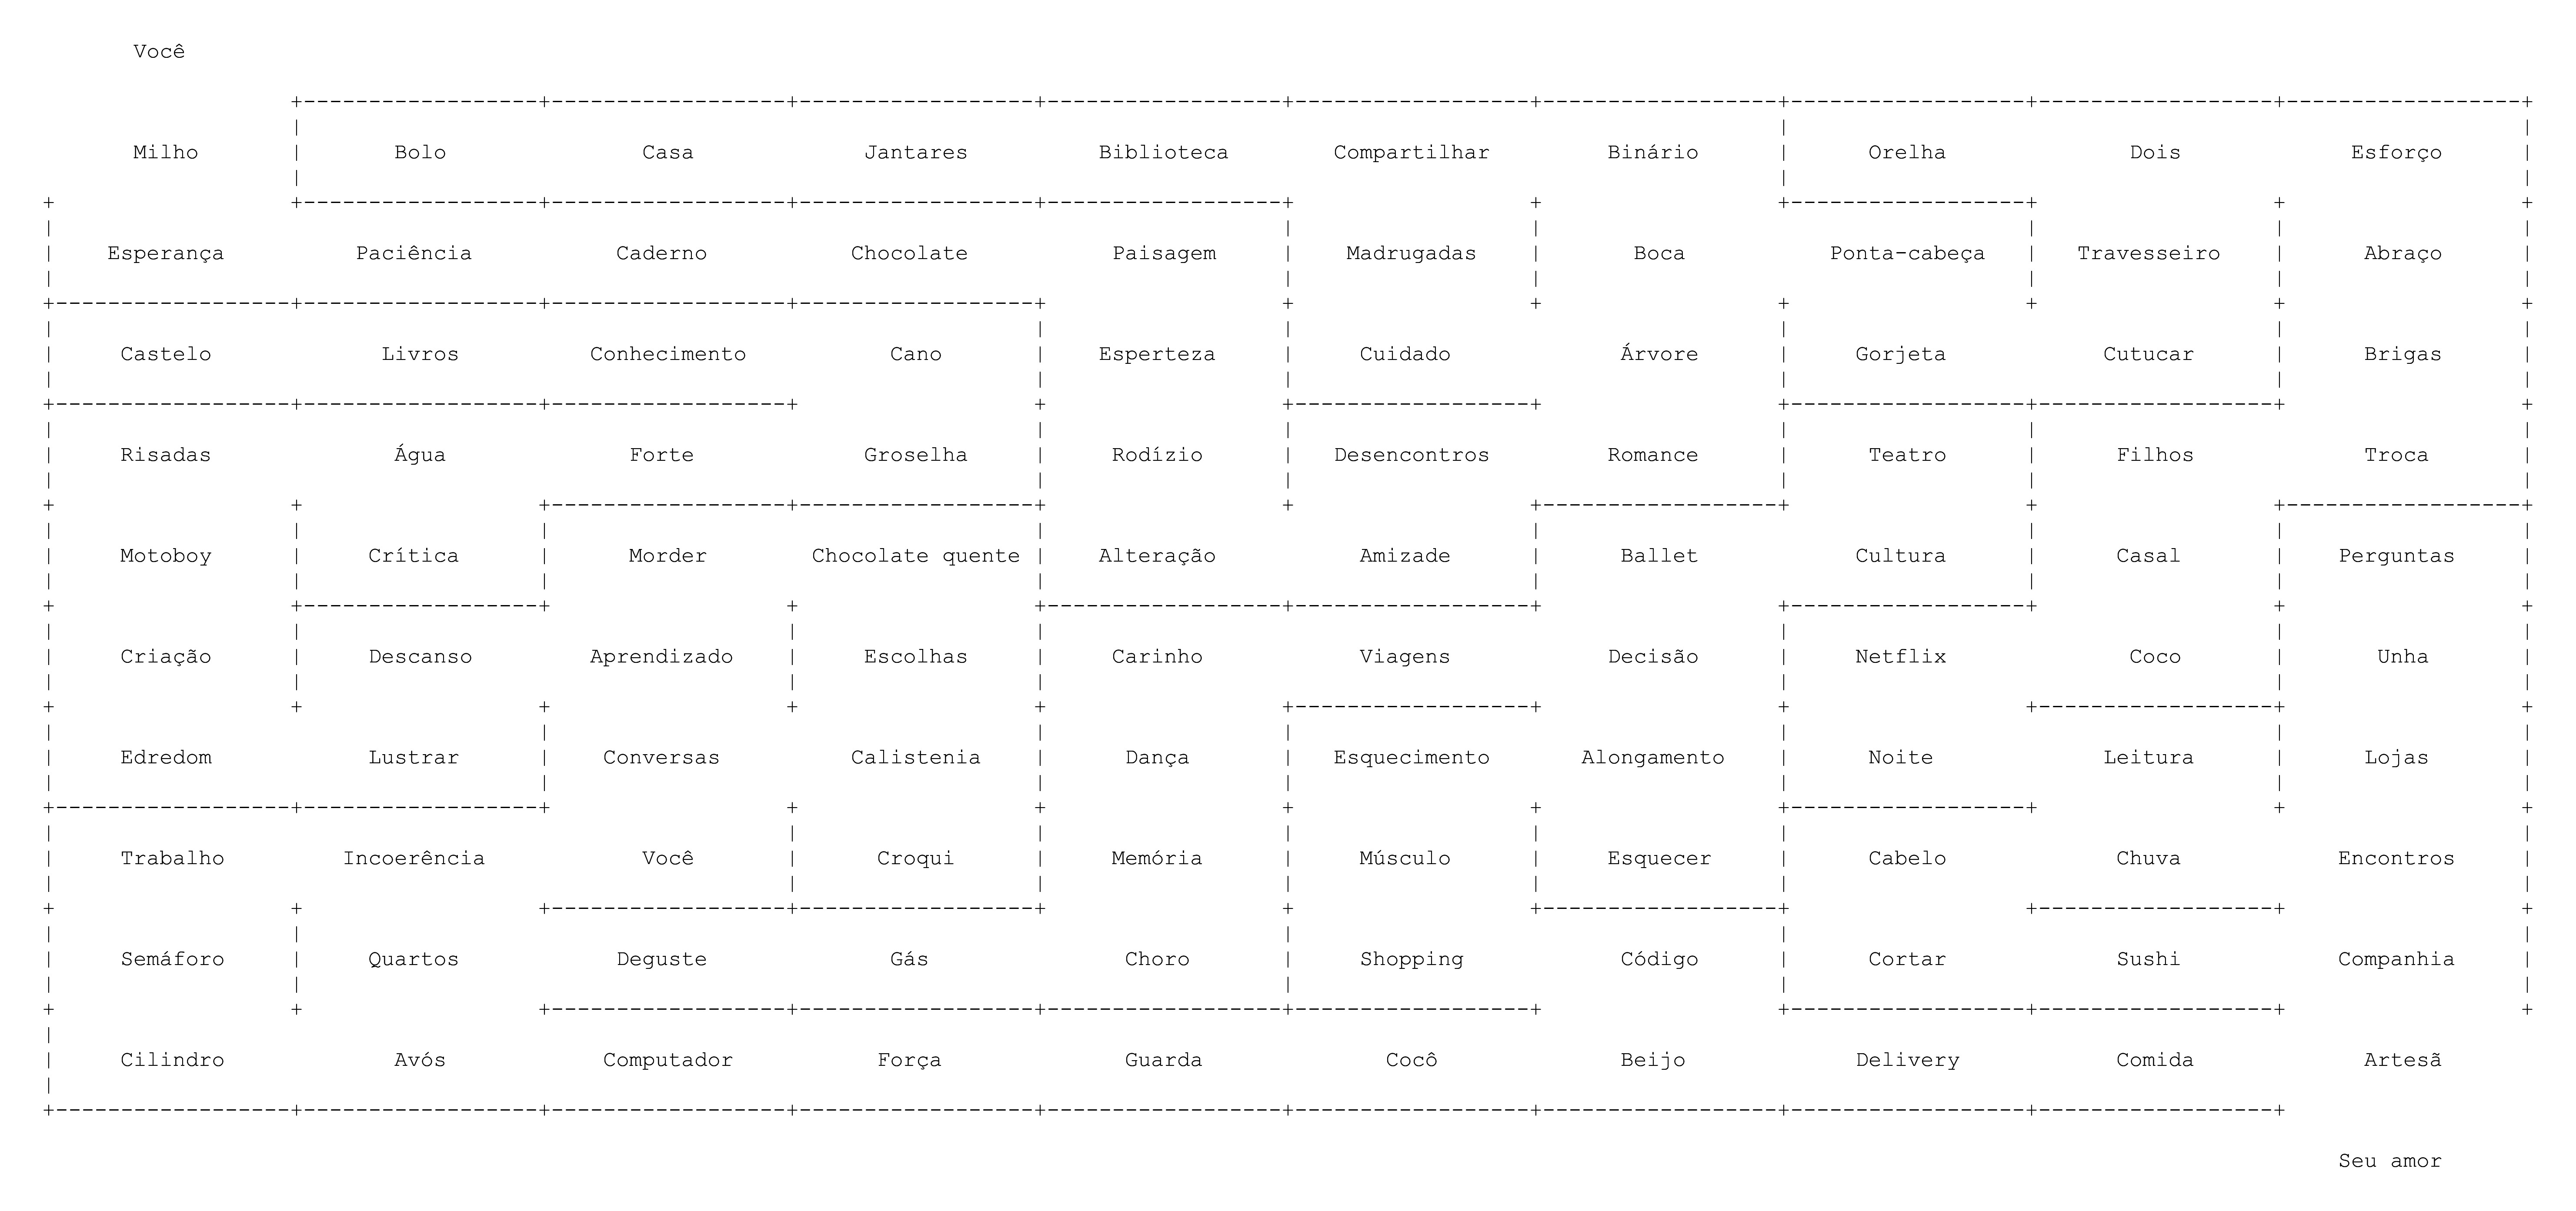 Você
Milho Bolo Casa Jantares Biblioteca Compartilhar Binário Orelha Dois Esforço
Esperança Paciência Caderno Chocolate Paisagem Madrugadas Boca Ponta-cabeça Travesseiro Abraço
Castelo Livros Conhecimento Cano Esperteza Cuidado Árvore Gorjeta Cutucar Brigas
Risadas Água Forte Groselha Rodízio Desencontros Romance Teatro Filhos Troca
Motoboy Crítica Morder Chocolate quente Alteração Amizade Ballet Cultura Casal Perguntas
Criação Descanso Aprendizado Escolhas Carinho Viagens Decisão Netflix Coco Unha
Edredom Lustrar Conversas Calistenia Dança Esquecimento Alongamento Noite Leitura Lojas
Trabalho Incoerência Você Croqui Memória Músculo Esquecer Cabelo Chuva Encontros
Semáforo Quartos Deguste Gás Choro Shopping Código Cortar Sushi Companhia
Cilindro Avós Computador Força Guarda Cocô Beijo Delivery Comida Artesã
Seu amor